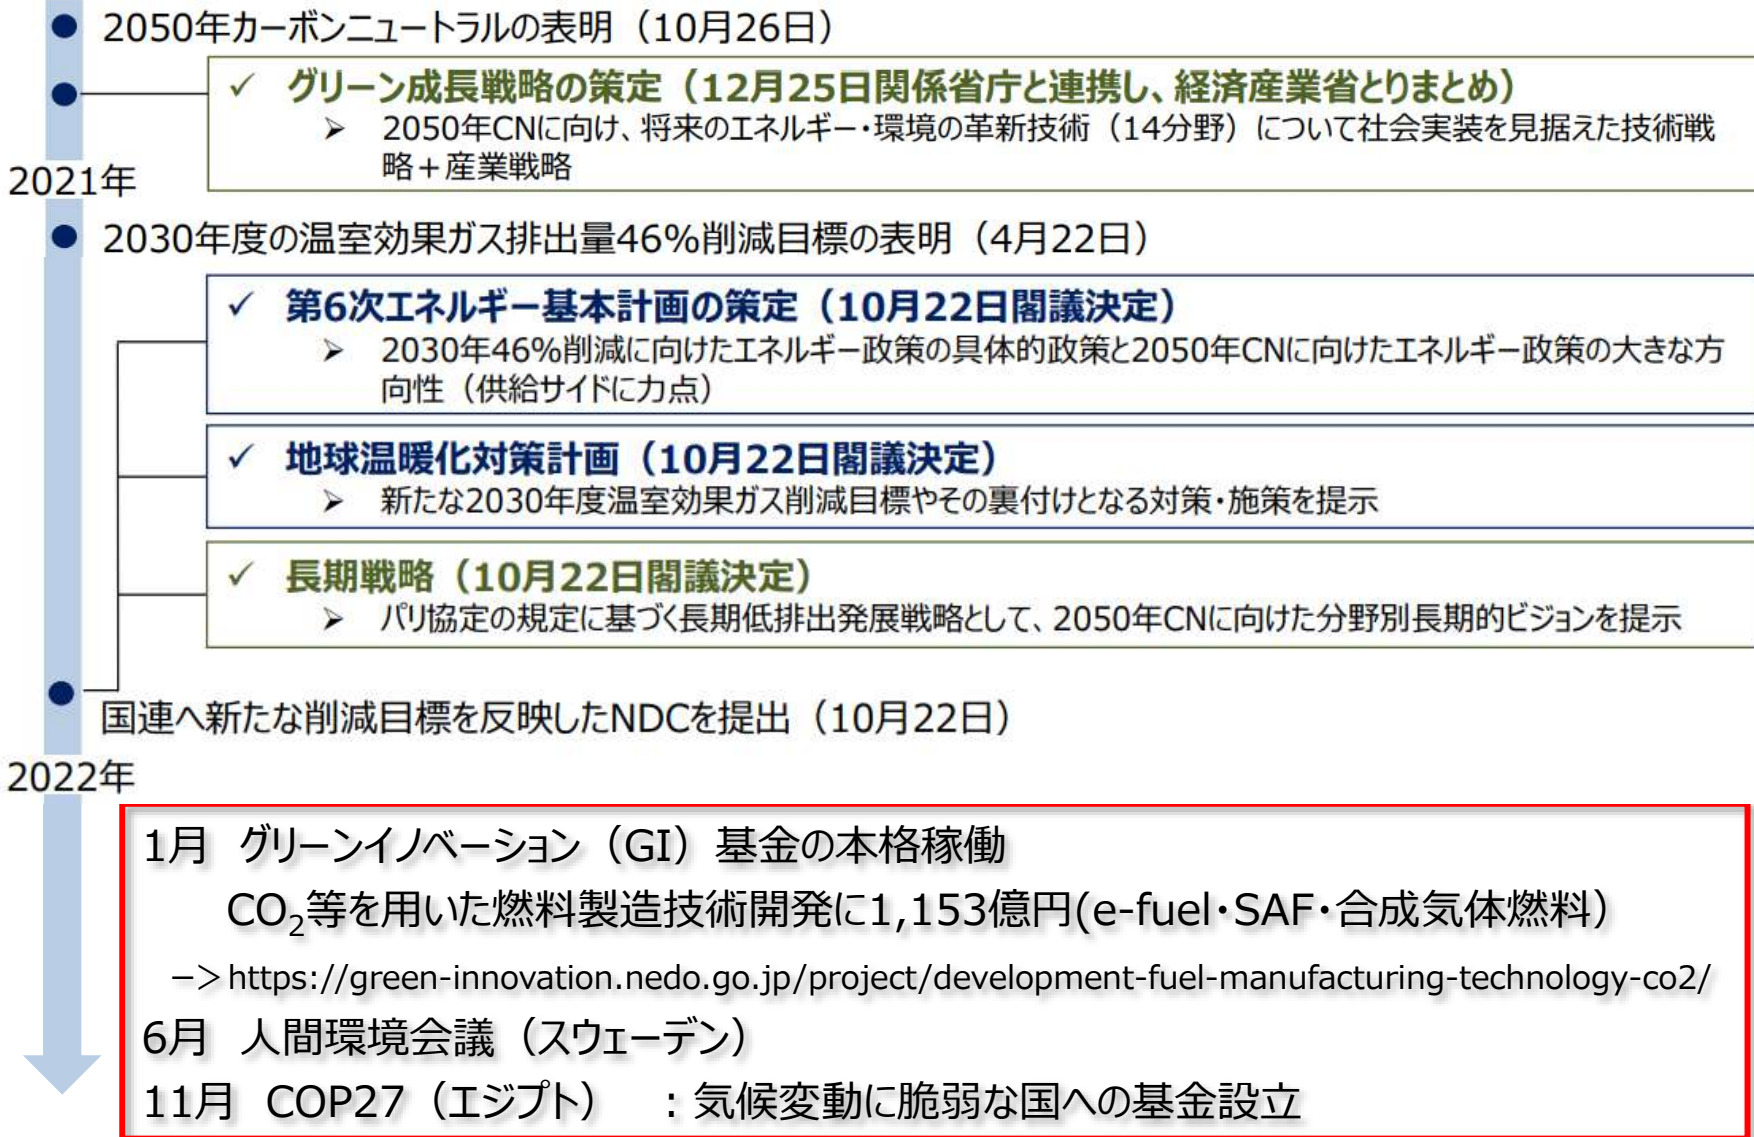 2050年カーボンニュートラルの表明（10月26日）
✓ グリーン成長戦略の策定（12月25日関係省庁と連携し、経済産業省とりまとめ）
➢ 2050年CNに向け、将来のエネルギー・環境の革新技術（14分野）について社会実装を見据えた技術戦
略＋産業戦略
2021年
2030年度の温室効果ガス排出量46%削減目標の表明（4月22日）
✓ 第6次エネルギー基本計画の策定（10月22日閣議決定）
➢ 2030年46%削減に向けたエネルギー政策の具体的政策と2050年CNに向けたエネルギー政策の大きな方
向性（供給サイドに力点）
✓ 地球温暖化対策計画（10月22日閣議決定）
➢ 新たな2030年度温室効果ガス削減目標やその裏付けとなる対策・施策を提示
✓ 長期戦略（10月22日閣議決定）
➢ パリ協定の規定に基づく長期低排出発展戦略として、2050年CNに向けた分野別長期的ビジョンを提示
国連へ新たな削減目標を反映したNDCを提出（10月22日）
2022年
1月 グリーンイノベーション（GI）基金の本格稼働
CO₂等を用いた燃料製造技術開発に1,153億円(e-fuel・SAF・合成気体燃料）
－＞https://green-innovation.nedo.go.jp/project/development-fuel-manufacturing-technology-co2/
6月 人間環境会議（スウェーデン）
11月 COP27（エジプト） ：気候変動に脆弱な国への基金設立